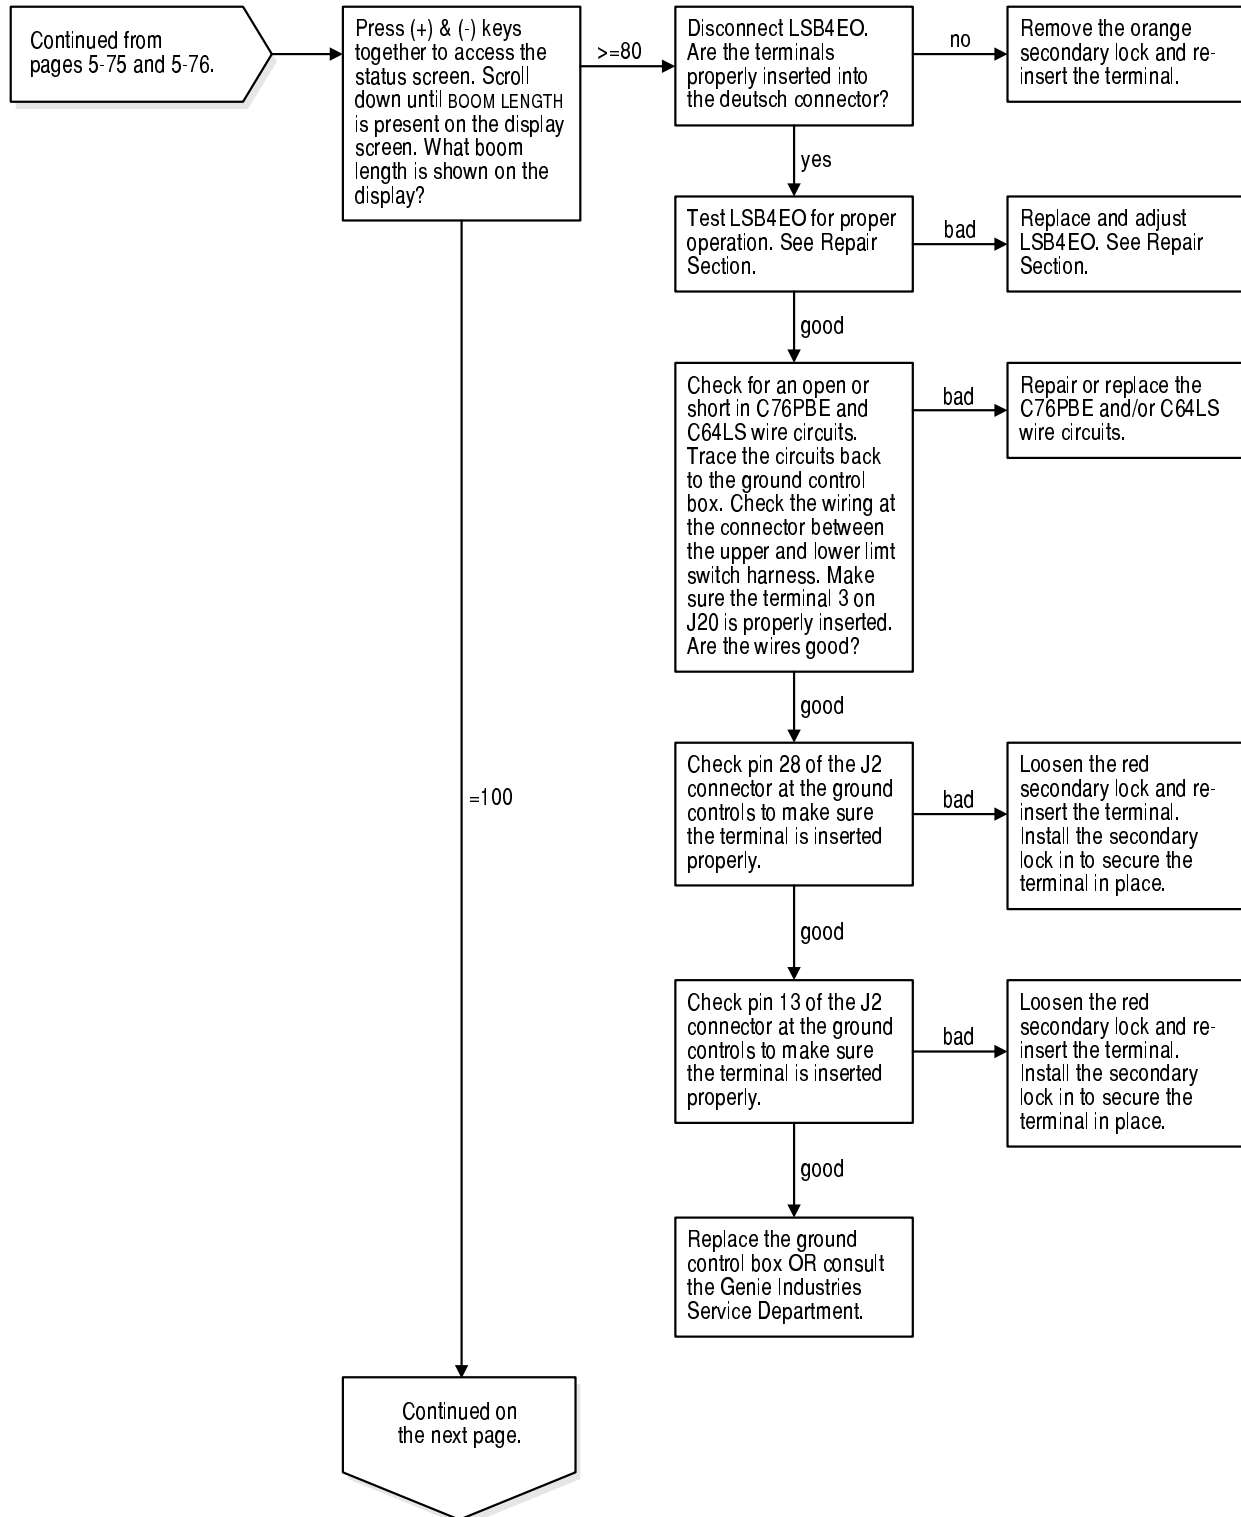 Continued from
pages 5-75 and 5-76.
Press (+) & (-) keys
together to access the
status screen. Scroll
down until BOOM LENGTH
is present on the display
screen. What boom
length is shown on the
display?
>=80
Disconnect LSB4EO.
Are the terminals
properly inserted into
the deutsch connector?
no
Remove the orange
secondary lock and re-
insert the terminal.
yes
Test LSB4EO for proper
operation. See Repair
Section.
bad
Replace and adjust
LSB4EO. See Repair
Section.
good
Check for an open or
short in C76PBE and
C64LS wire circuits.
Trace the circuits back
to the ground control
box. Check the wiring at
the connector between
the upper and lower limt
switch harness. Make
sure the terminal 3 on
J20 is properly inserted.
Are the wires good?
bad
Repair or replace the
C76PBE and/or C64LS
wire circuits.
good
=100
Check pin 28 of the J2
connector at the ground
controls to make sure
the terminal is inserted
properly.
bad
Loosen the red
secondary lock and re-
insert the terminal.
Install the secondary
lock in to secure the
terminal in place.
good
Check pin 13 of the J2
connector at the ground
controls to make sure
the terminal is inserted
properly.
bad
Loosen the red
secondary lock and re-
insert the terminal.
Install the secondary
lock in to secure the
terminal in place.
good
Replace the ground
control box OR consult
the Genie Industries
Service Department.
Continued on
the next page.